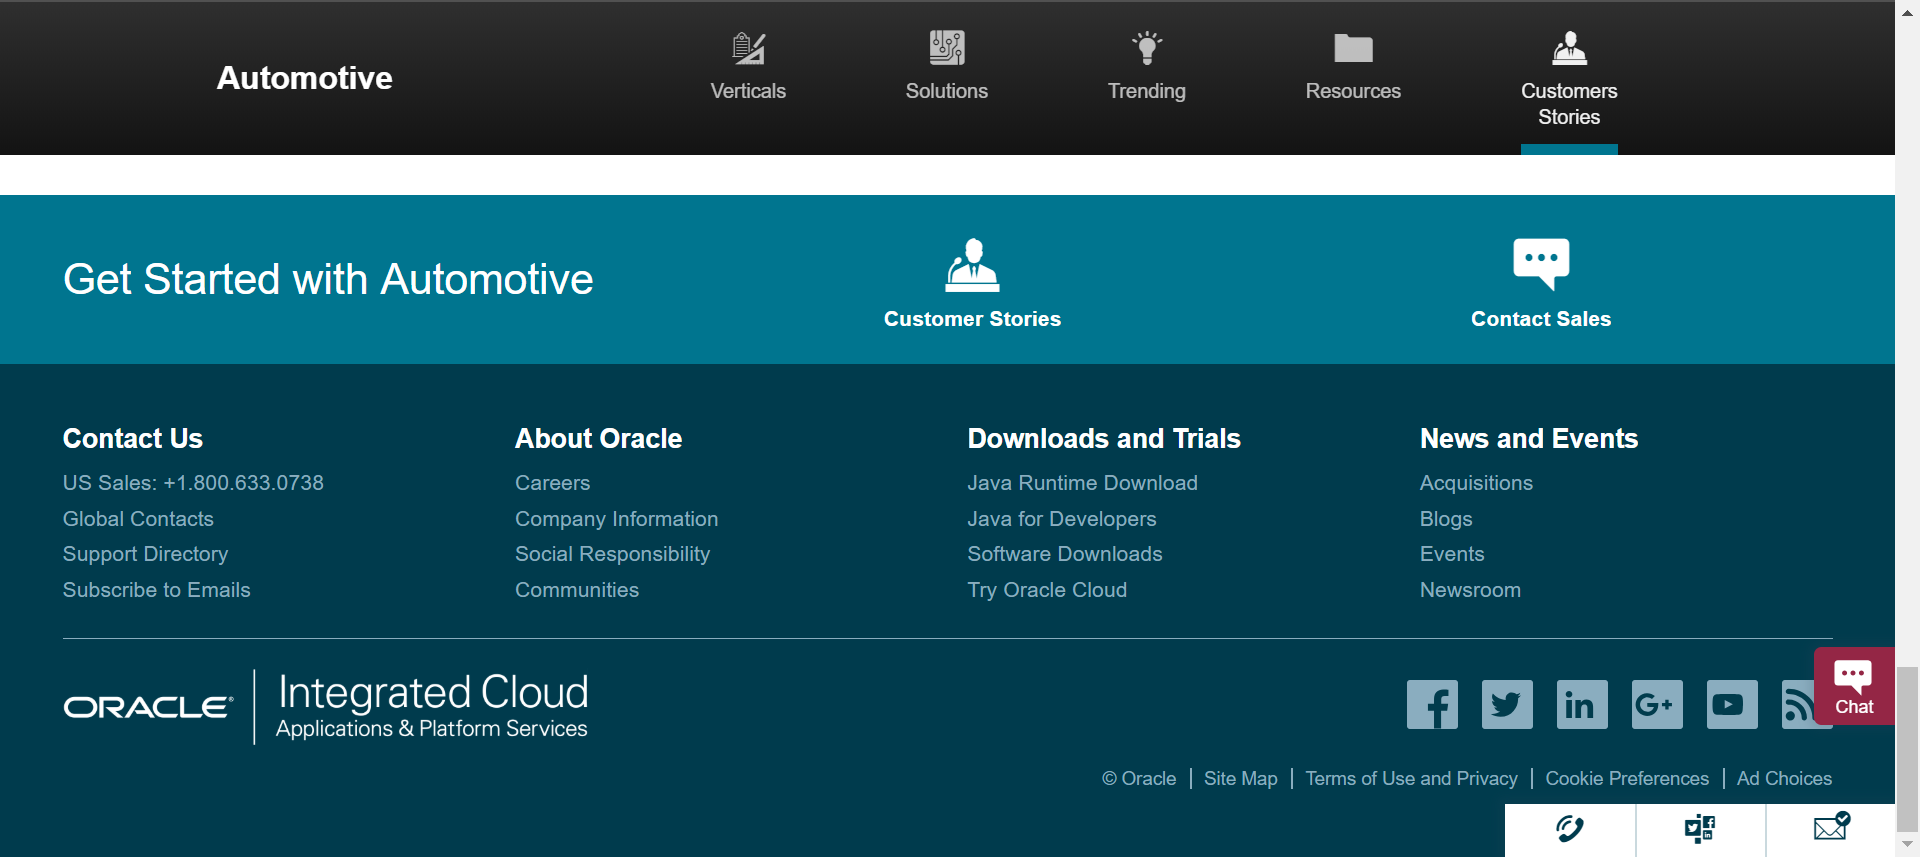 Automotive
Verticals
Solutions
Trending
Resources
Customers
Stories
Get Started with Automotive
Customer Stories
Contact Sales
Contact Us
US Sales: +1.800.633.0738
Global Contacts
Support Directory
Subscribe to Emails
About Oracle
Careers
Company Information
Social Responsibility
Communities
Downloads and Trials
Java Runtime Download
Java for Developers
Software Downloads
Try Oracle Cloud
News and Events
Acquisitions
Blogs
Events
Newsroom
ORACLE®
Integrated Cloud
Applications & Platform Services
Chat
© Oracle | Site Map | Terms of Use and Privacy | Cookie Preferences | Ad Choices